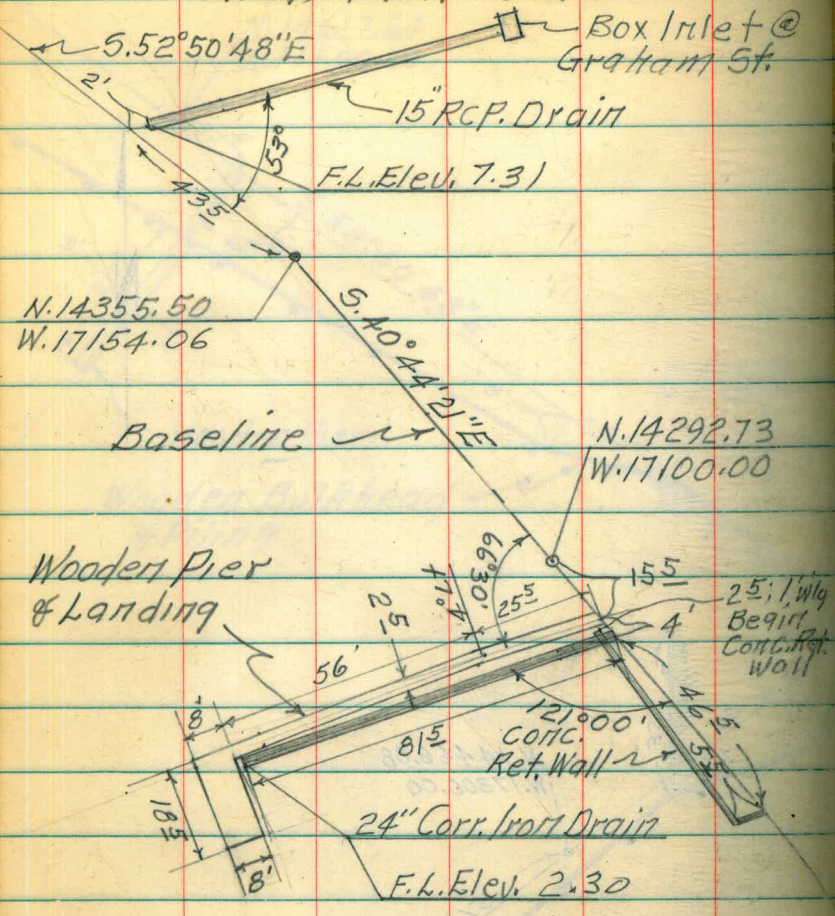 Box Inlet @
Graham St.
S.52°50'48"E
2'
15" RCP. Drain
53°
F.L.Elev. 7.31
43 5
N.14355.50
W.17154.06
S.40°44'21"E
Baseline
N.14292.73
W.17100.00
66°30'
Wooden Pier
& Landing
15 5
25 5
4.7+
2 5
2 5; 1' Wly
Begin
Conc. Ret.
Wall
4'
56'
8'
46 5
121°00'
81 5
Conc.
Ret. Wall
5 5
18 5
24" Corr. Iron Drain
8'
F.L.Elev. 2.30